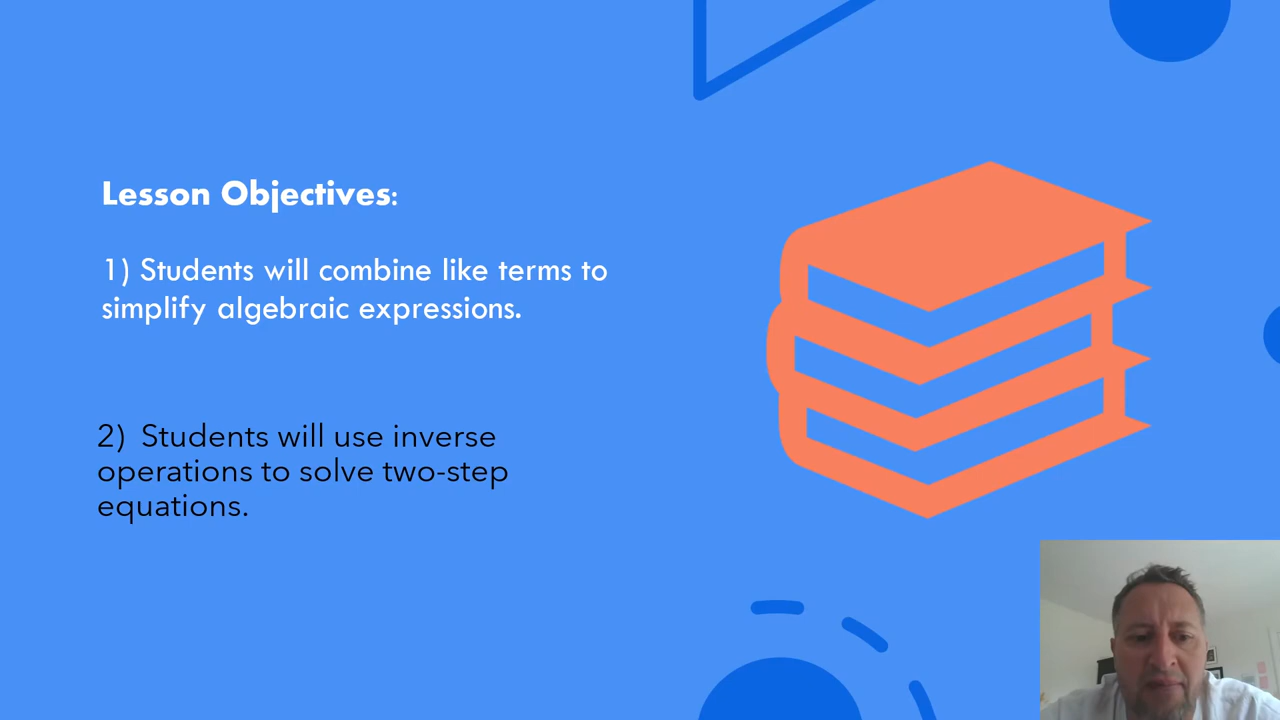 Lesson Objectives:
1) Students will combine like terms to
simplify algebraic expressions.
2) Students will use inverse
operations to solve two-step
equations.